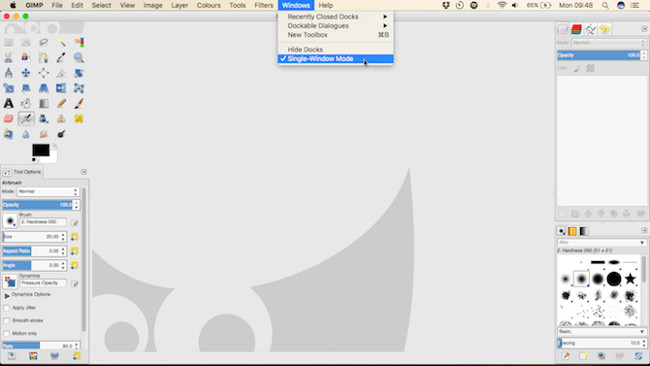 GIMP File Edit Select View Image Layer Colours Tools Filters Windows Help 66% Mon 09:48
Recently Closed Docks
Dockable Dialogues
New Toolbox ⌘B
Hide Docks
✓ Single-Window Mode
Tool Options
Airbrush
Mode: Normal
Opacity 100.0
Brush
2. Hardness 050
Size 20.00
Aspect Ratio 0.00
Angle 0.00
Dynamics
Pressure Opacity
Dynamics Options
Apply Jitter
Smooth stroke
Motion only
Rate 80.0
Mode: Normal
Opacity 100.0
Lock:
filter
2. Hardness 050 (51 x 51)
Basic,
Spacing 10.0